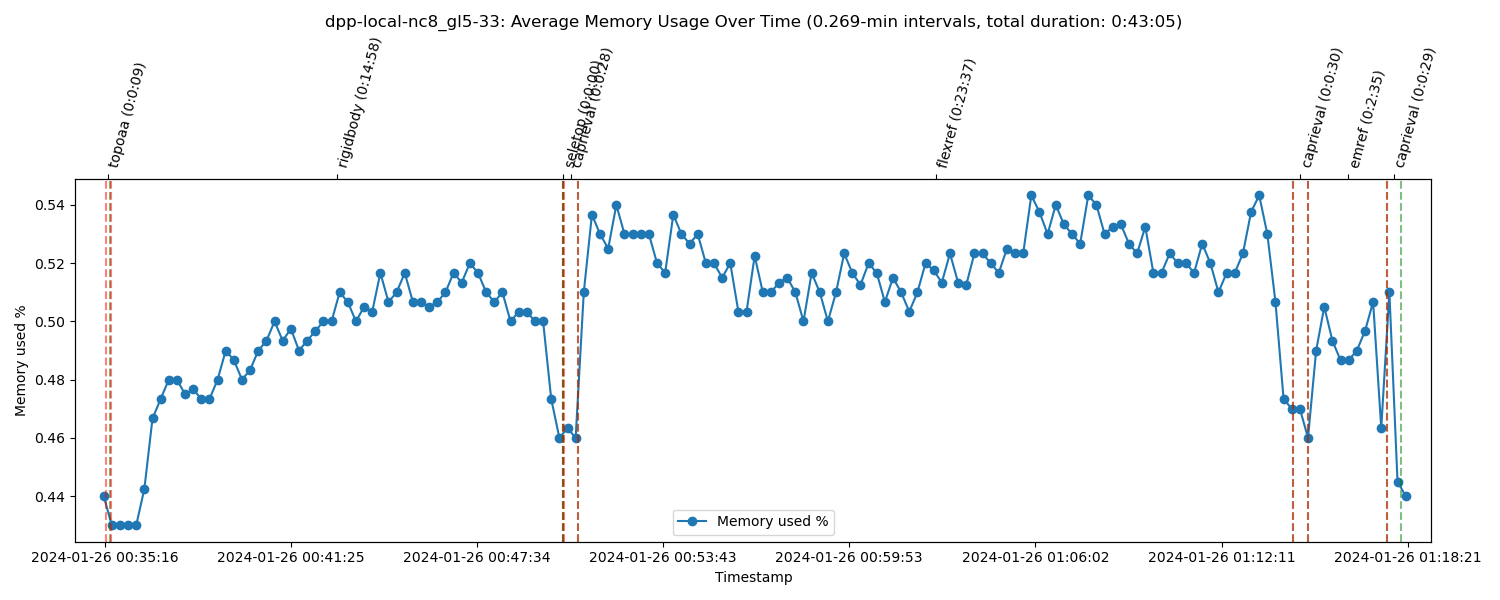 dpp-local-nc8_gl5-33: Average Memory Usage Over Time (0.269-min intervals, total duration: 0:43:05)
topoaa (0:0:09)
rigidbody (0:14:58)
seletop (0:0:00)
caprieval (0:0:28)
flexref (0:23:37)
caprieval (0:0:30)
emref (0:2:35)
caprieval (0:0:29)
0.54
0.52
0.50
0.48
0.46
0.44
Memory used %
Memory used %
2024-01-26 00:35:16
2024-01-26 00:41:25
2024-01-26 00:47:34
2024-01-26 00:53:43
2024-01-26 00:59:53
2024-01-26 01:06:02
2024-01-26 01:12:11
2024-01-26 01:18:21
Timestamp